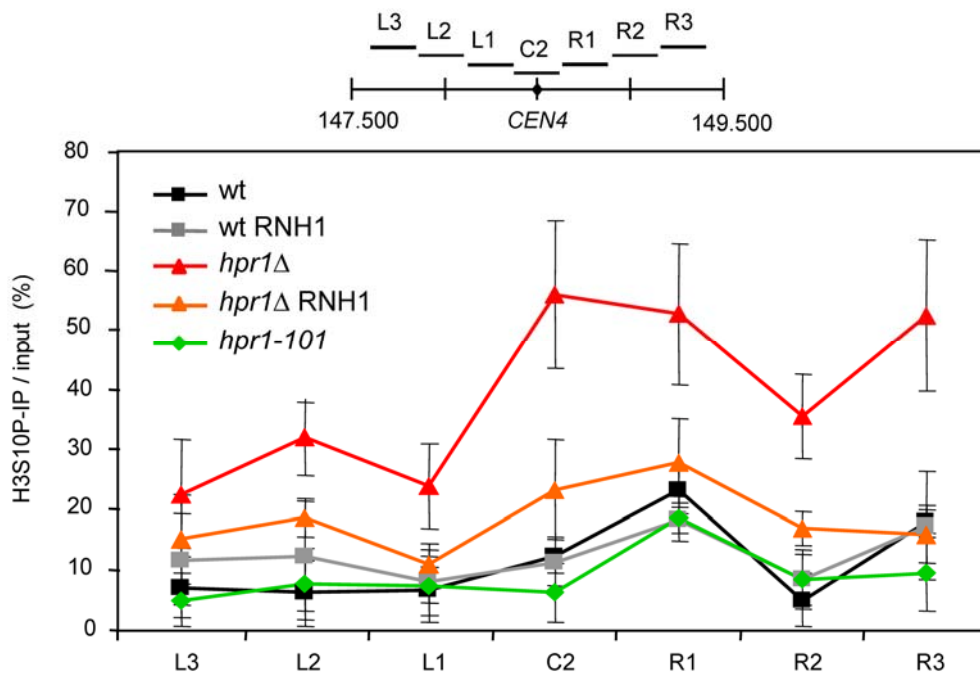 L3 L2 L1 C2 R1 R2 R3
147.500 CEN4 149.500
80
70
60
50
40
30
20
10
0
H3S10P-IP / input (%)
wt
wt RNH1
hpr1Δ
hpr1Δ RNH1
hpr1-101
L3 L2 L1 C2 R1 R2 R3